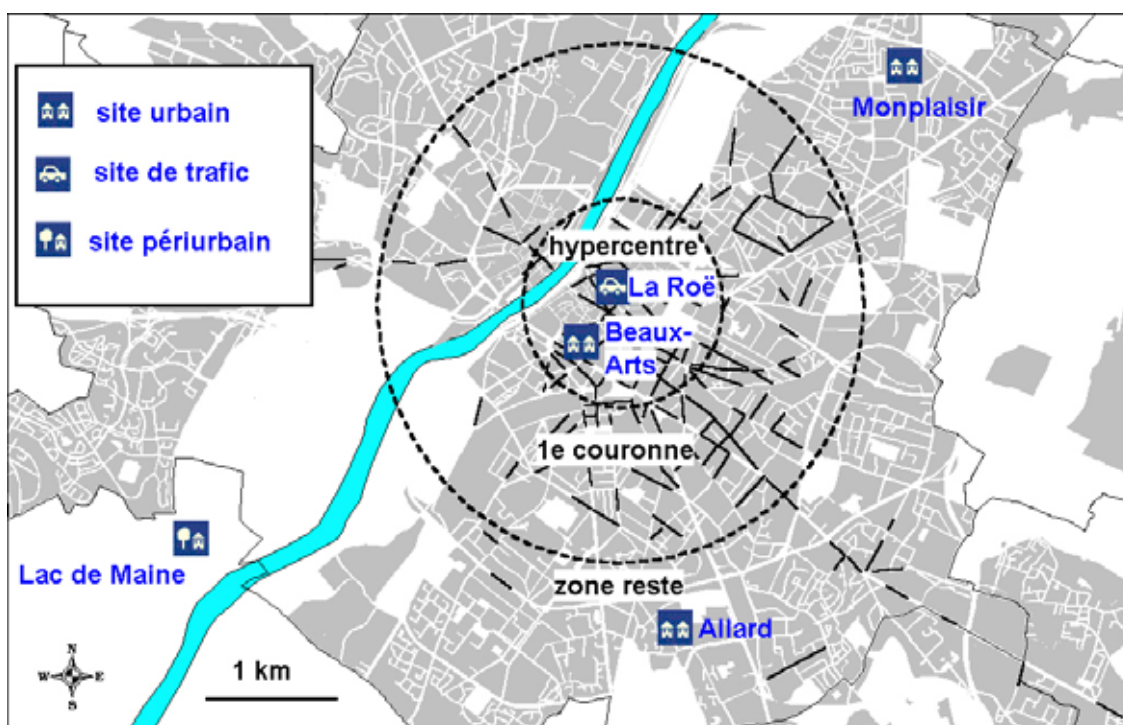 site urbain
site de trafic
site périurbain
Monplaisir
hypercentre
La Roë
Beaux-
Arts
1e couronne
Lac de Maine
zone reste
Allard
N
W
E
S
1 km